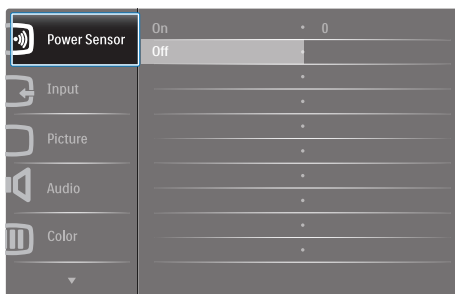 Power Sensor
On • 0
Off •
Input
Picture
Audio
Color